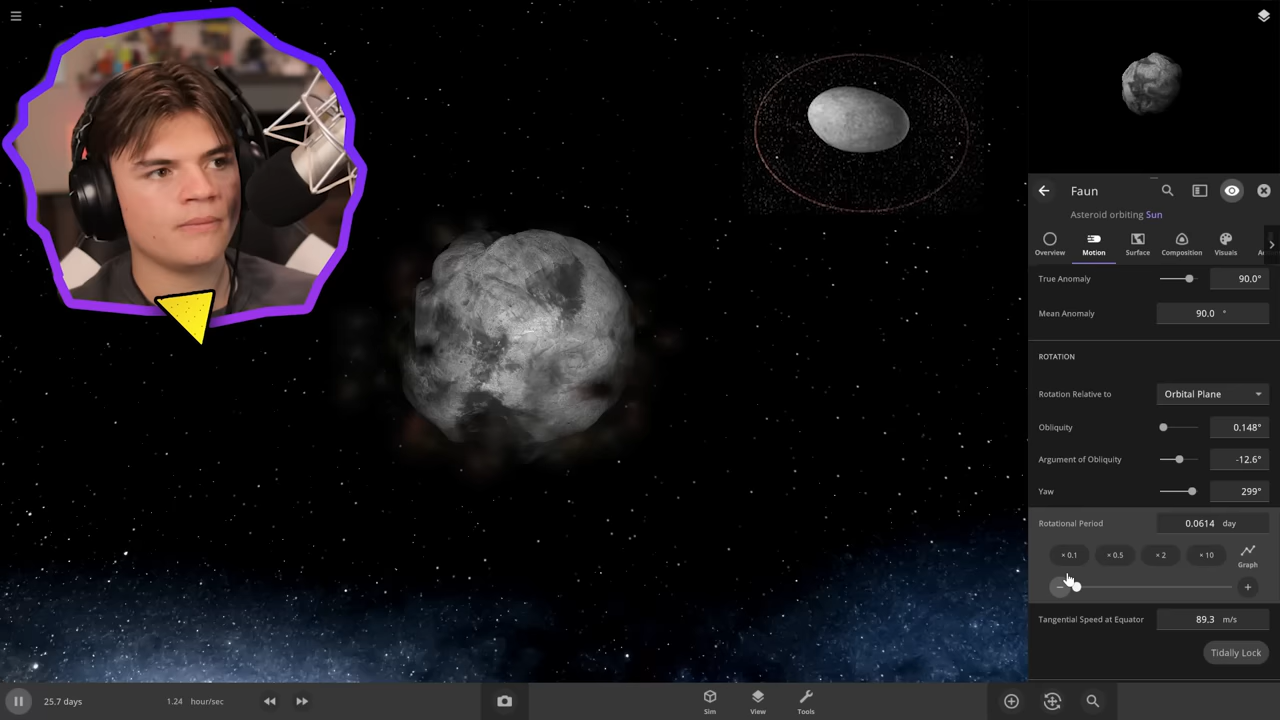 Faun
Asteroid orbiting Sun
Overview Motion Surface Composition Visuals
True Anomaly 90.0°
Mean Anomaly 90.0 °
ROTATION
Rotation Relative to Orbital Plane
Obliquity 0.148°
Argument of Obliquity -12.6°
Yaw 299°
Rotational Period 0.0614 day
× 0.1 × 0.5 × 2 × 10 Graph
Tangential Speed at Equator 89.3 m/s
Tidally Lock
25.7 days 1.24 hour/sec Sim View Tools